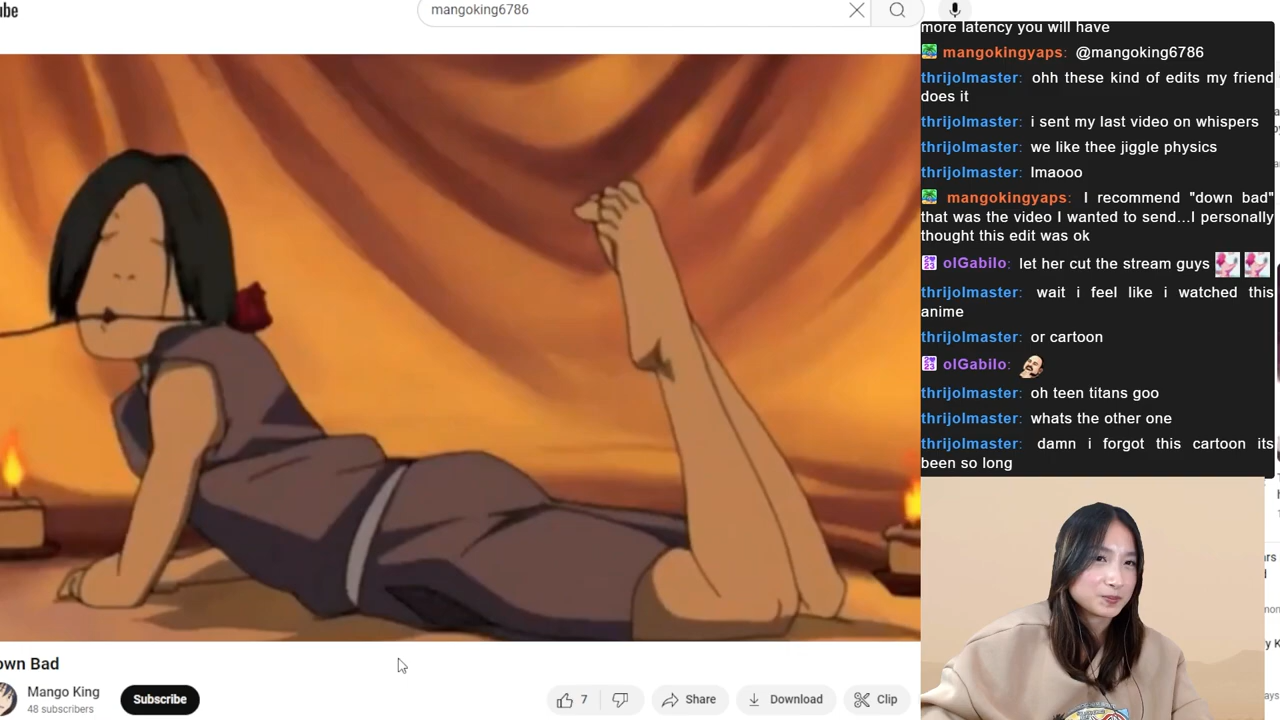 ube
mangoking6786
more latency you will have
mangokingyaps: @mangoking6786
thrijolmaster: ohh these kind of edits my friend
does it
thrijolmaster: i sent my last video on whispers
thrijolmaster: we like thee jiggle physics
thrijolmaster: lmaooo
mangokingyaps: I recommend "down bad"
that was the video I wanted to send...I personally
thought this edit was ok
olGabilo: let her cut the stream guys
thrijolmaster: wait i feel like i watched this
anime
thrijolmaster: or cartoon
olGabilo:
thrijolmaster: oh teen titans goo
thrijolmaster: whats the other one
thrijolmaster: damn i forgot this cartoon its
been so long
own Bad
Mango King
48 subscribers
Subscribe
7
Share
Download
Clip